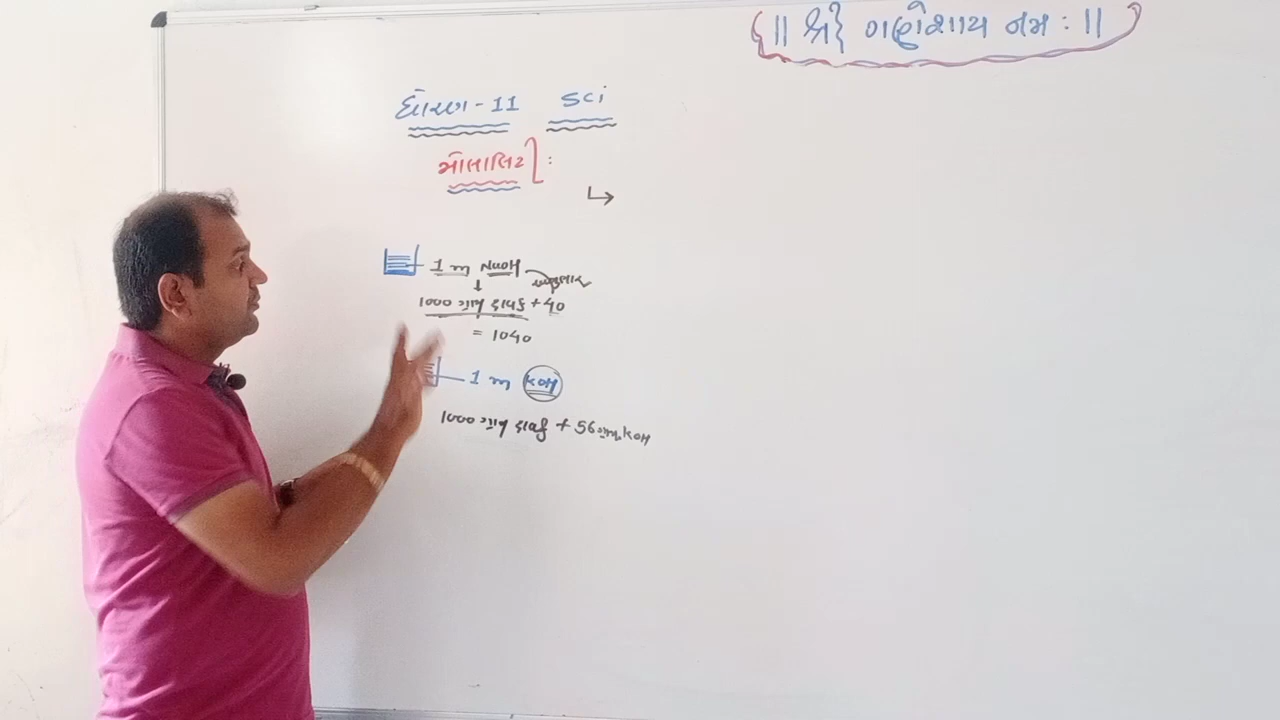 || શ્રી ગણેશાય નમઃ ||
ધોરણ - 11 Sci
મોલાલિટી :
↳
1 m NaOH
1000 ગ્રામ દ્રાવક + 40
= 1040
1 m KOH
1000 ગ્રામ દ્રાવક + 56 ગ્રામ KOH